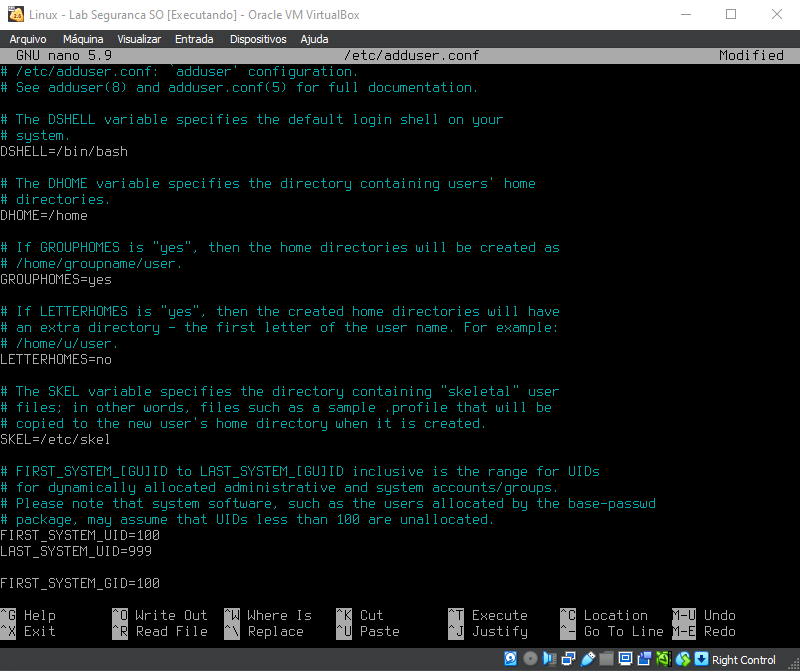 Linux - Lab Seguranca SO [Executando] - Oracle VM VirtualBox
Arquivo Máquina Visualizar Entrada Dispositivos Ajuda
GNU nano 5.9 /etc/adduser.conf Modified
# /etc/adduser.conf: `adduser' configuration.
# See adduser(8) and adduser.conf(5) for full documentation.
# The DSHELL variable specifies the default login shell on your
# system.
DSHELL=/bin/bash
# The DHOME variable specifies the directory containing users' home
# directories.
DHOME=/home
# If GROUPHOMES is "yes", then the home directories will be created as
# /home/groupname/user.
GROUPHOMES=yes
# If LETTERHOMES is "yes", then the created home directories will have
# an extra directory - the first letter of the user name. For example:
# /home/u/user.
LETTERHOMES=no
# The SKEL variable specifies the directory containing "skeletal" user
# files; in other words, files such as a sample .profile that will be
# copied to the new user's home directory when it is created.
SKEL=/etc/skel
# FIRST_SYSTEM_[GU]ID to LAST_SYSTEM_[GU]ID inclusive is the range for UIDs
# for dynamically allocated administrative and system accounts/groups.
# Please note that system software, such as the users allocated by the base-passwd
# package, may assume that UIDs less than 100 are unallocated.
FIRST_SYSTEM_UID=100
LAST_SYSTEM_UID=999
FIRST_SYSTEM_GID=100
^G Help ^O Write Out ^W Where Is ^K Cut ^T Execute ^C Location M-U Undo
^X Exit ^R Read File ^\ Replace ^U Paste ^J Justify ^_ Go To Line M-E Redo
Right Control